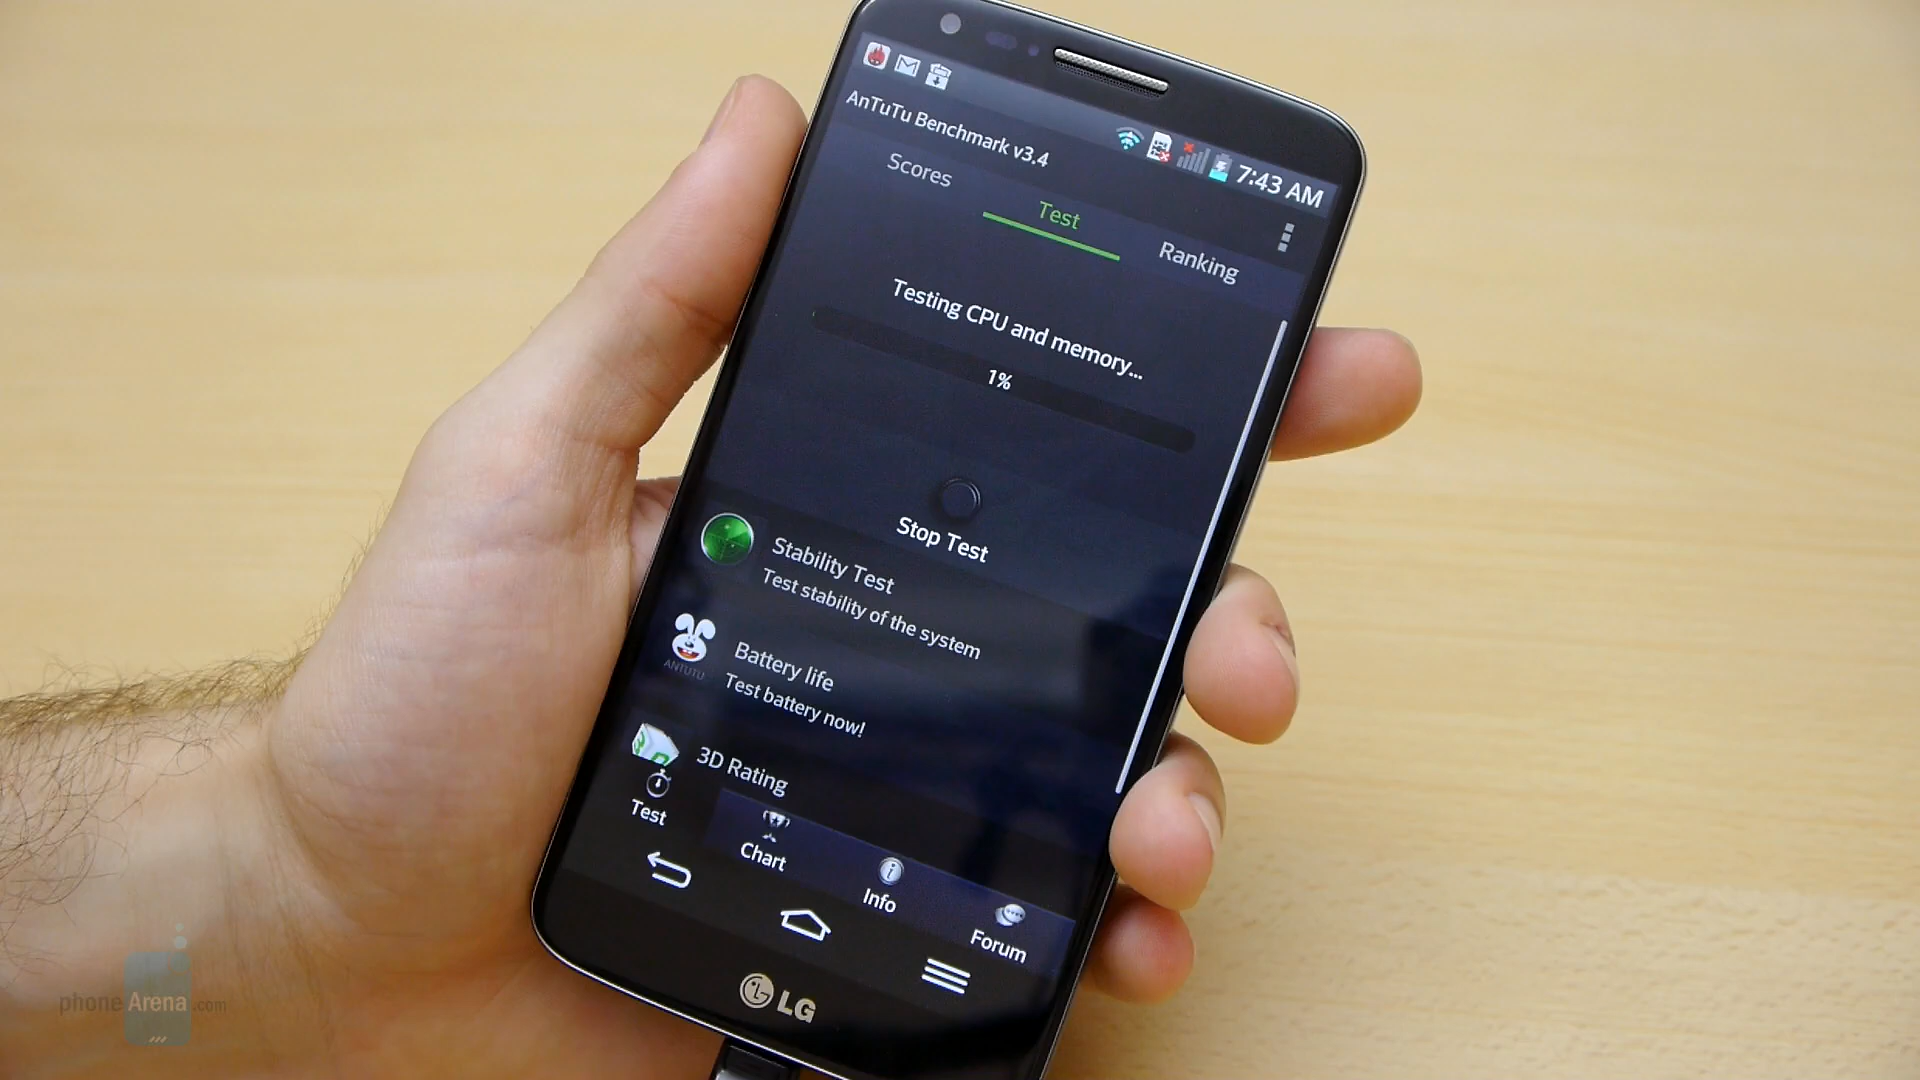 7:43 AM
AnTuTu Benchmark v3.4
Scores
Test
Ranking
Testing CPU and memory...
1%
Stop Test
Stability Test
Test stability of the system
ANTUTU
Battery life
Test battery now!
3D Rating
Test
Chart
Info
Forum
LG
phoneArena.com